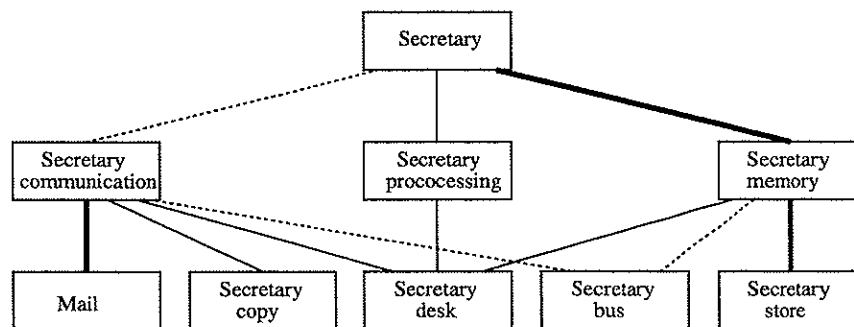 Secretary
Secretary
communication
Secretary
prococessing
Secretary
memory
Mail
Secretary
copy
Secretary
desk
Secretary
bus
Secretary
store